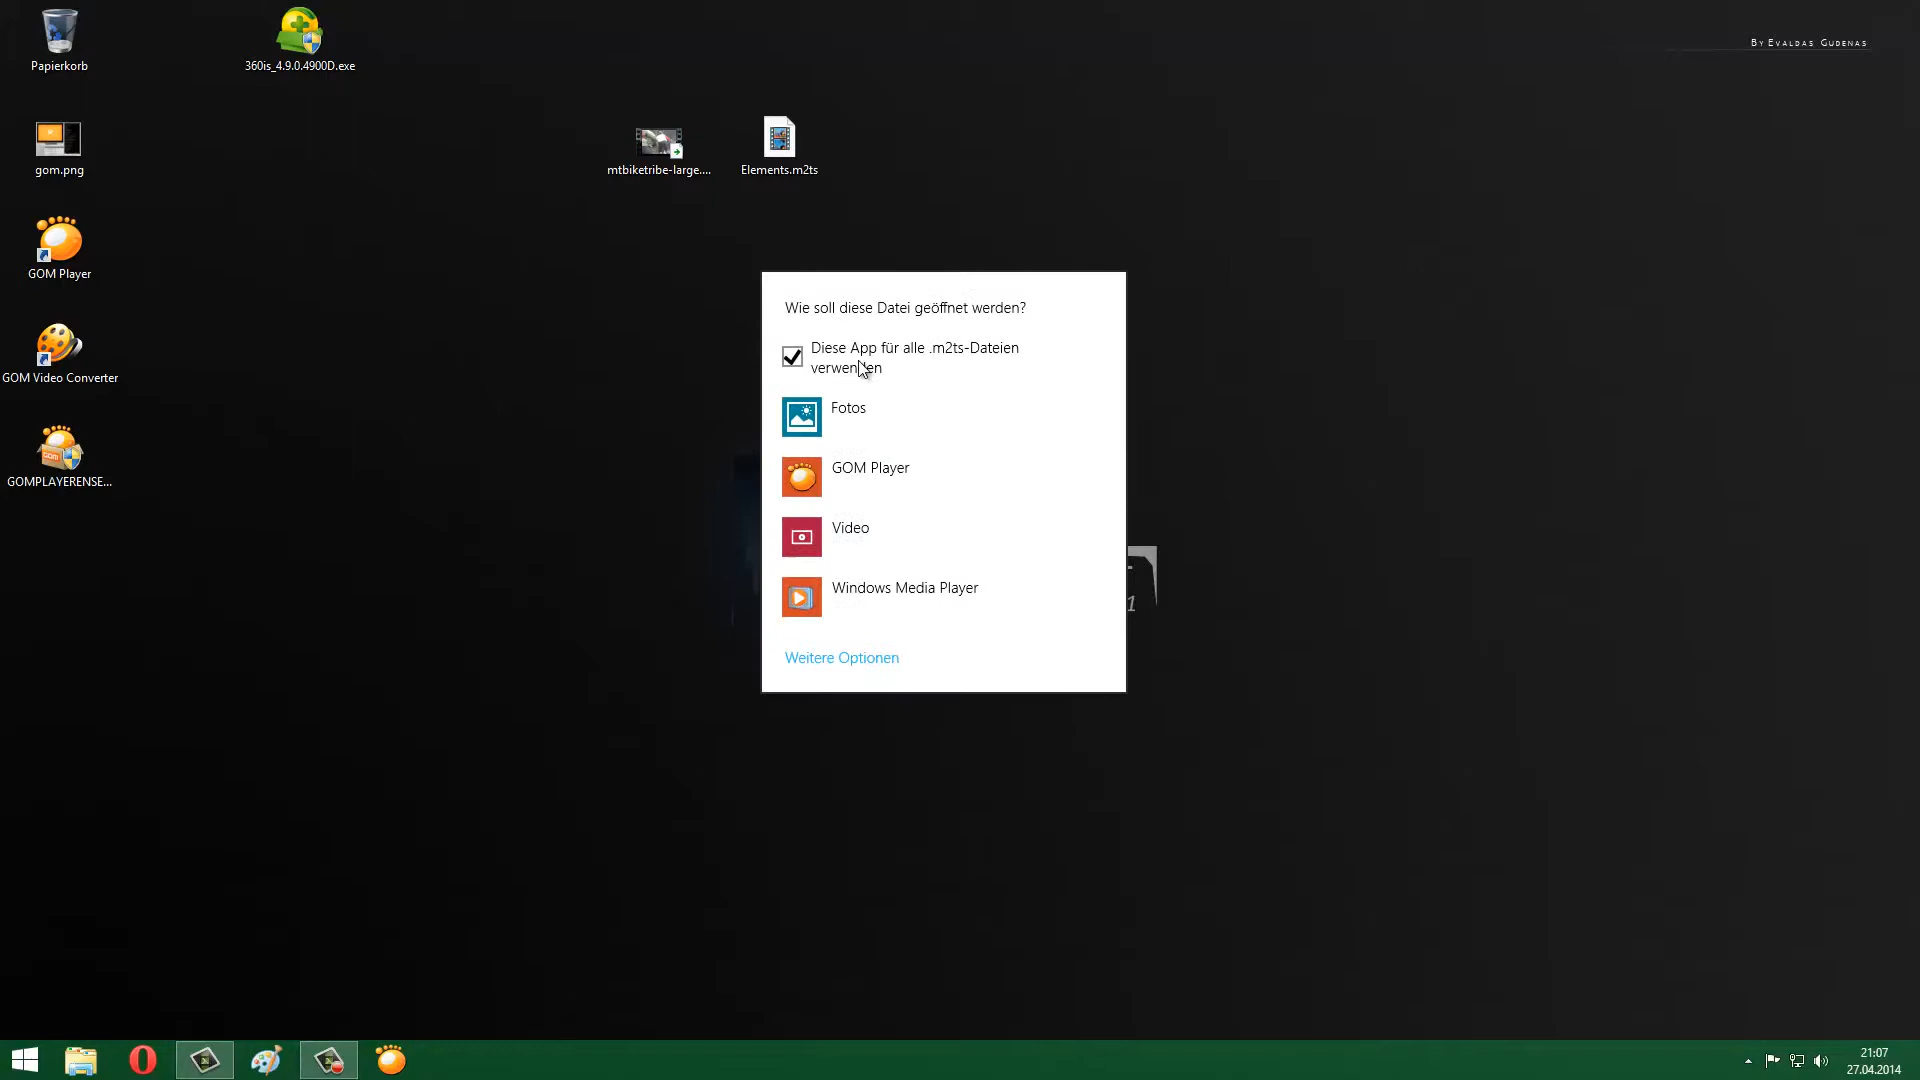 By Evaldas Gudenas
Papierkorb
360is_4.9.0.4900D.exe
gom.png
mtbiketribe-large....
Elements.m2ts
GOM Player
GOM Video Converter
GOMPLAYERENSE...
Wie soll diese Datei geöffnet werden?
Diese App für alle .m2ts-Dateien
verwenden
Fotos
GOM Player
Video
Windows Media Player
Weitere Optionen
1
21:07
27.04.2014